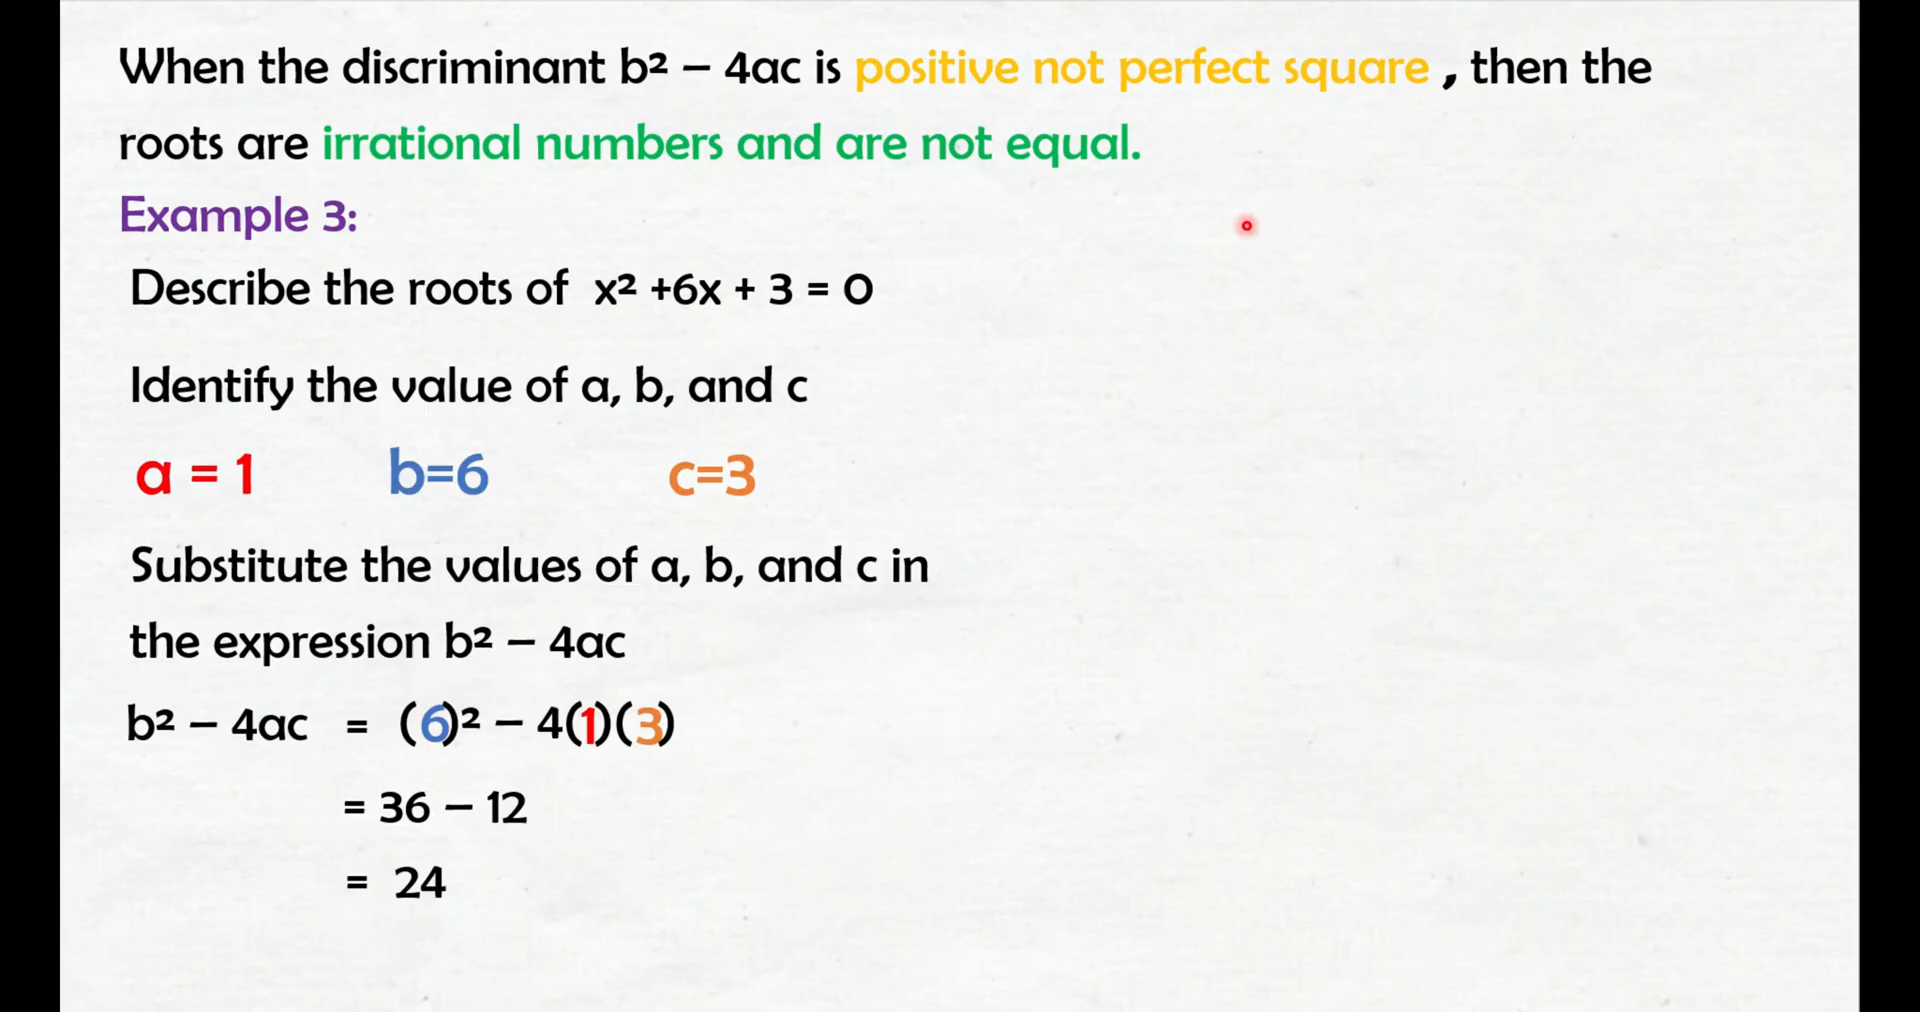 When the discriminant b² – 4ac is positive not perfect square , then the
roots are irrational numbers and are not equal.
Example 3:
Describe the roots of x² +6x + 3 = 0
Identify the value of a, b, and c
a = 1 b=6 c=3
Substitute the values of a, b, and c in
the expression b² – 4ac
b² – 4ac = (6)² – 4(1)(3)
= 36 – 12
= 24